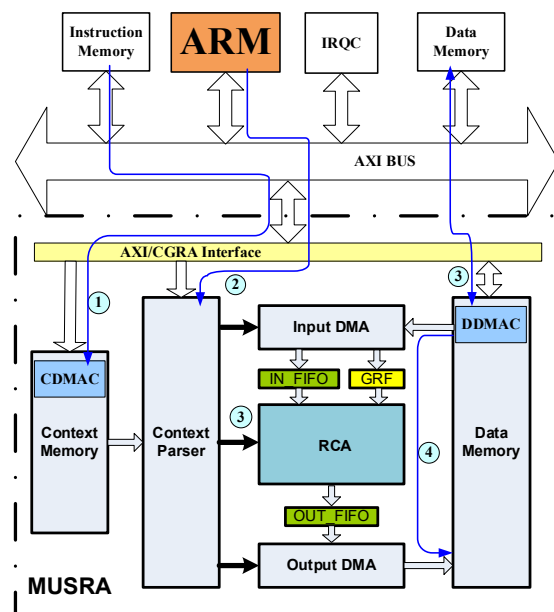 Instruction
Memory
ARM
IRQC
Data
Memory
AXI BUS
AXI/CGRA Interface
1
2
3
CDMAC
Context
Memory
Context
Parser
Input DMA
DDMAC
IN_FIFO
GRF
3
RCA
4
Data
Memory
OUT_FIFO
Output DMA
MUSRA